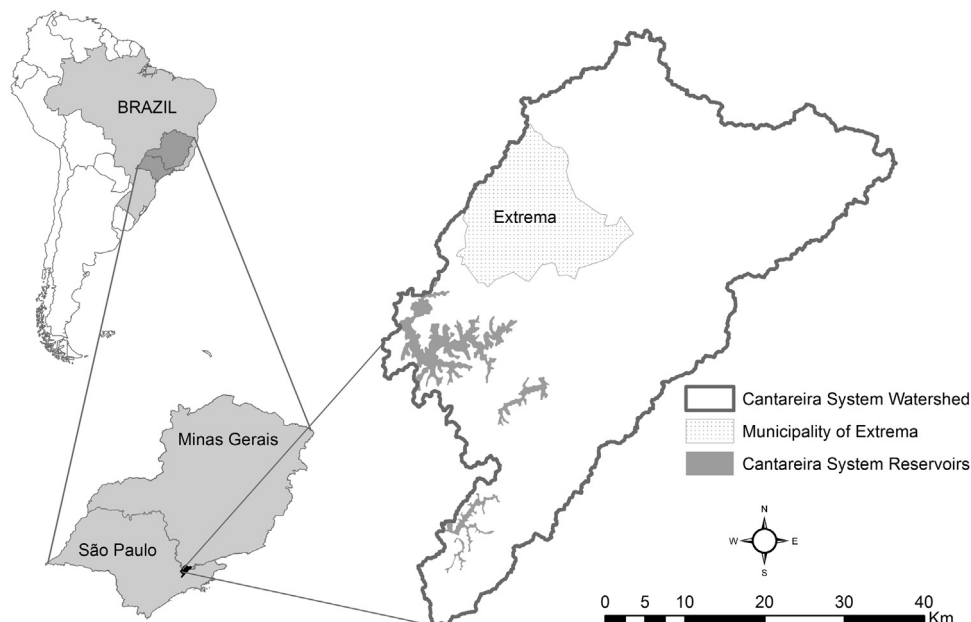 BRAZIL
Extrema
Minas Gerais
São Paulo
Cantareira System Watershed
Municipality of Extrema
Cantareira System Reservoirs
N
W
E
S
0 5 10 20 30 40
Km